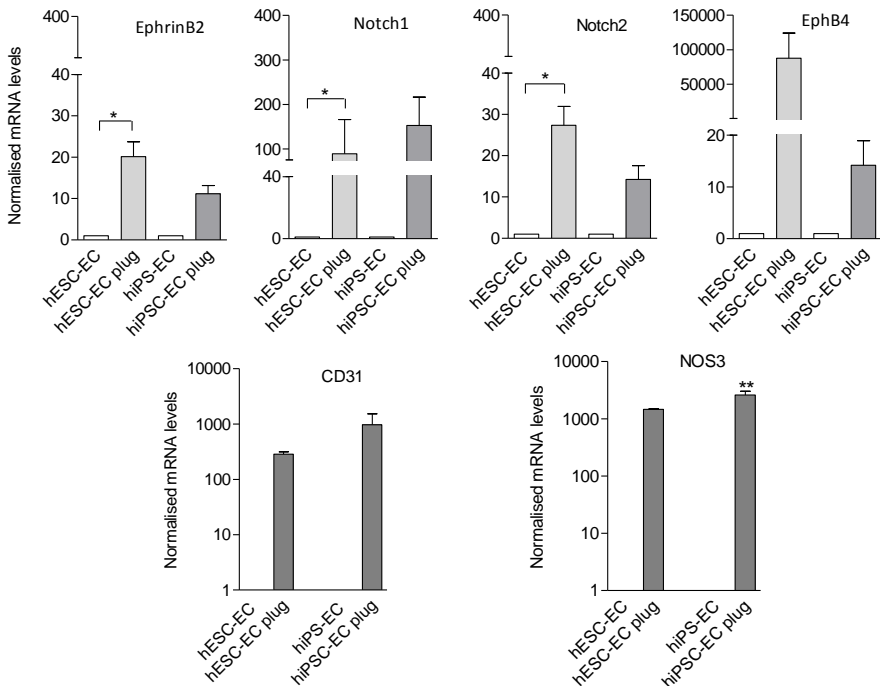 EphrinB2
Normalised mRNA levels
400
40
30
20
10
0
*
hESC-EC
hESC-EC plug
hiPS-EC
hiPSC-EC plug
Notch1
400
200
150
100
40
0
*
hESC-EC
hESC-EC plug
hiPS-EC
hiPSC-EC plug
Notch2
400
40
30
20
10
0
*
hESC-EC
hESC-EC plug
hiPS-EC
hiPSC-EC plug
EphB4
150000
100000
50000
20
10
0
hESC-EC
hESC-EC plug
hiPS-EC
hiPSC-EC plug
CD31
Normalised mRNA levels
10000
1000
100
10
1
hESC-EC
hESC-EC plug
hiPS-EC
hiPSC-EC plug
NOS3
Normalised mRNA levels
10000
1000
100
10
1
**
hESC-EC
hESC-EC plug
hiPS-EC
hiPSC-EC plug